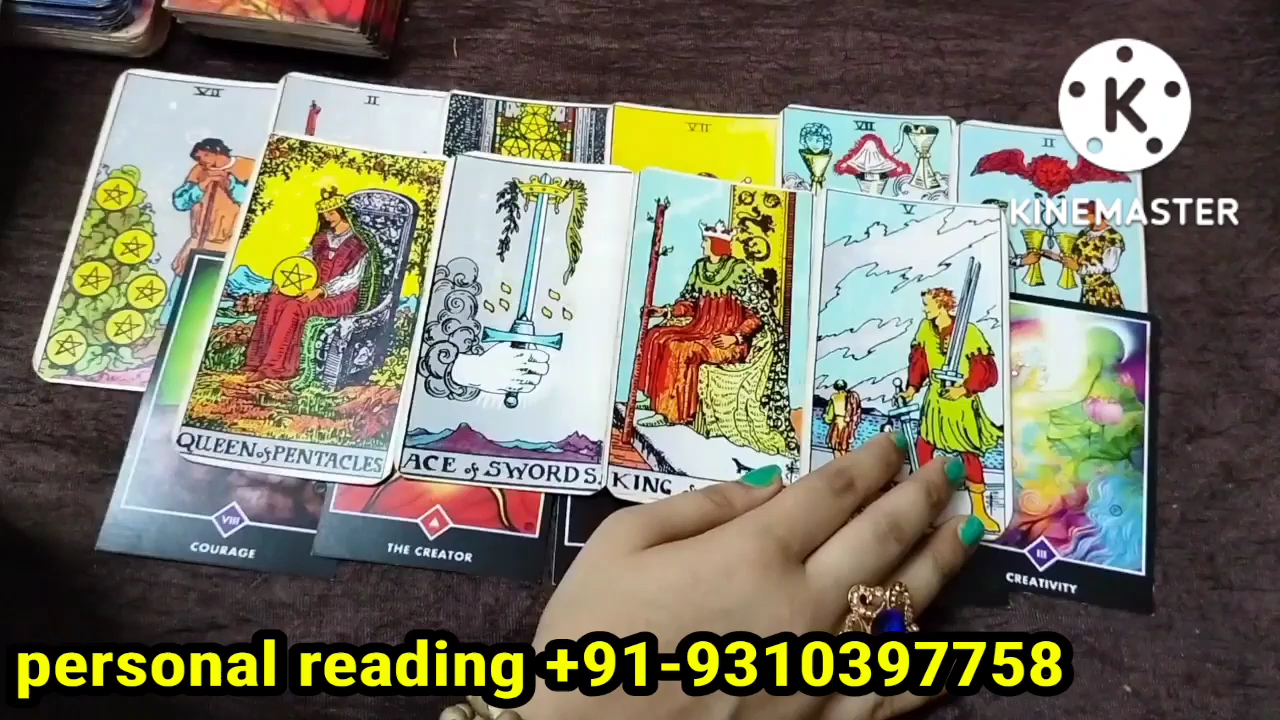 VII
II
VII
VII
II
KINEMASTER
V
QUEEN of PENTACLES
ACE of SWORDS.
KING
VIII
COURAGE
THE CREATOR
III
CREATIVITY
personal reading +91-9310397758